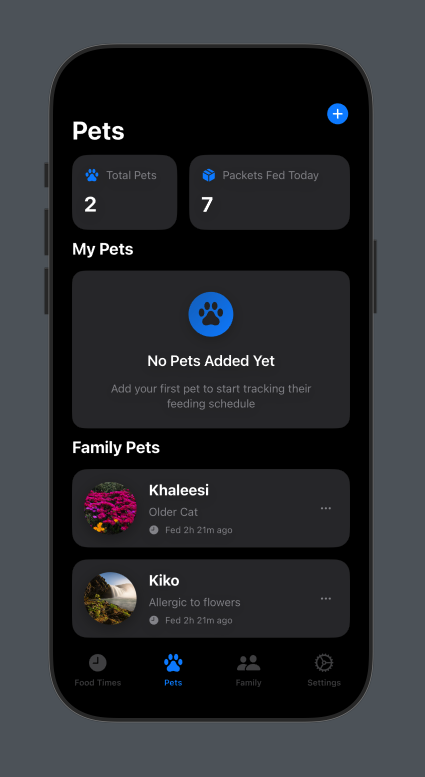 Pets
Total Pets
2
Packets Fed Today
7
My Pets
No Pets Added Yet
Add your first pet to start tracking their
feeding schedule
Family Pets
Khaleesi
Older Cat
Fed 2h 21m ago
Kiko
Allergic to flowers
Fed 2h 21m ago
Food Times
Pets
Family
Settings